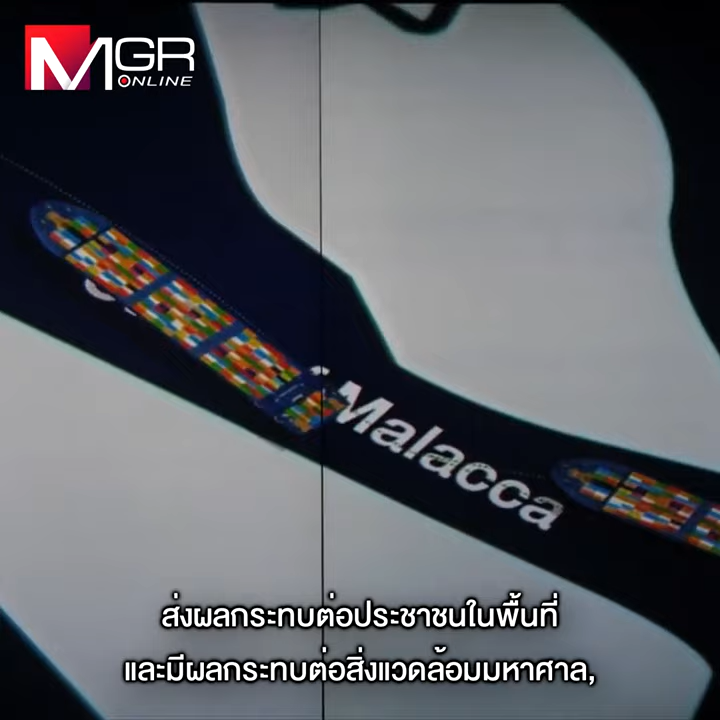 MGR
ONLINE
Malacca
ส่งผลกระทบต่อประชาชนในพื้นที่
และมีผลกระทบต่อสิ่งแวดล้อมมหาศาล,